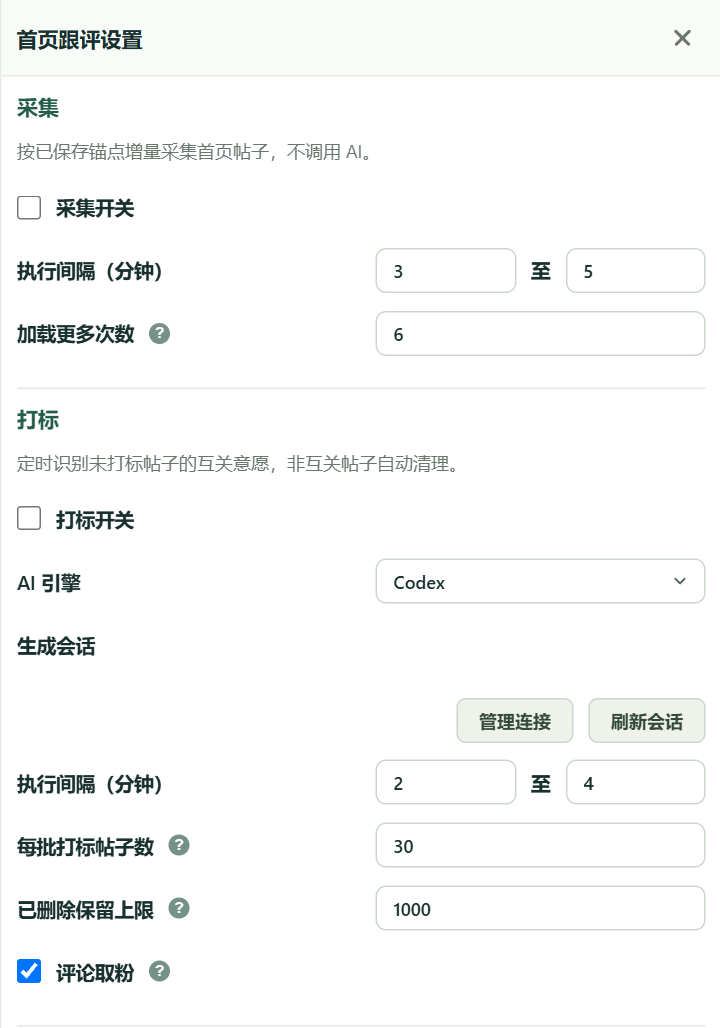 首页跟评设置
采集
按已保存锚点增量采集首页帖子，不调用 AI。
采集开关
执行间隔（分钟） 3 至 5
加载更多次数 ? 6
打标
定时识别未打标帖子的互关意愿，非互关帖子自动清理。
打标开关
AI 引擎 Codex
生成会话
管理连接 刷新会话
执行间隔（分钟） 2 至 4
每批打标帖子数 ? 30
已删除保留上限 ? 1000
评论取粉 ?